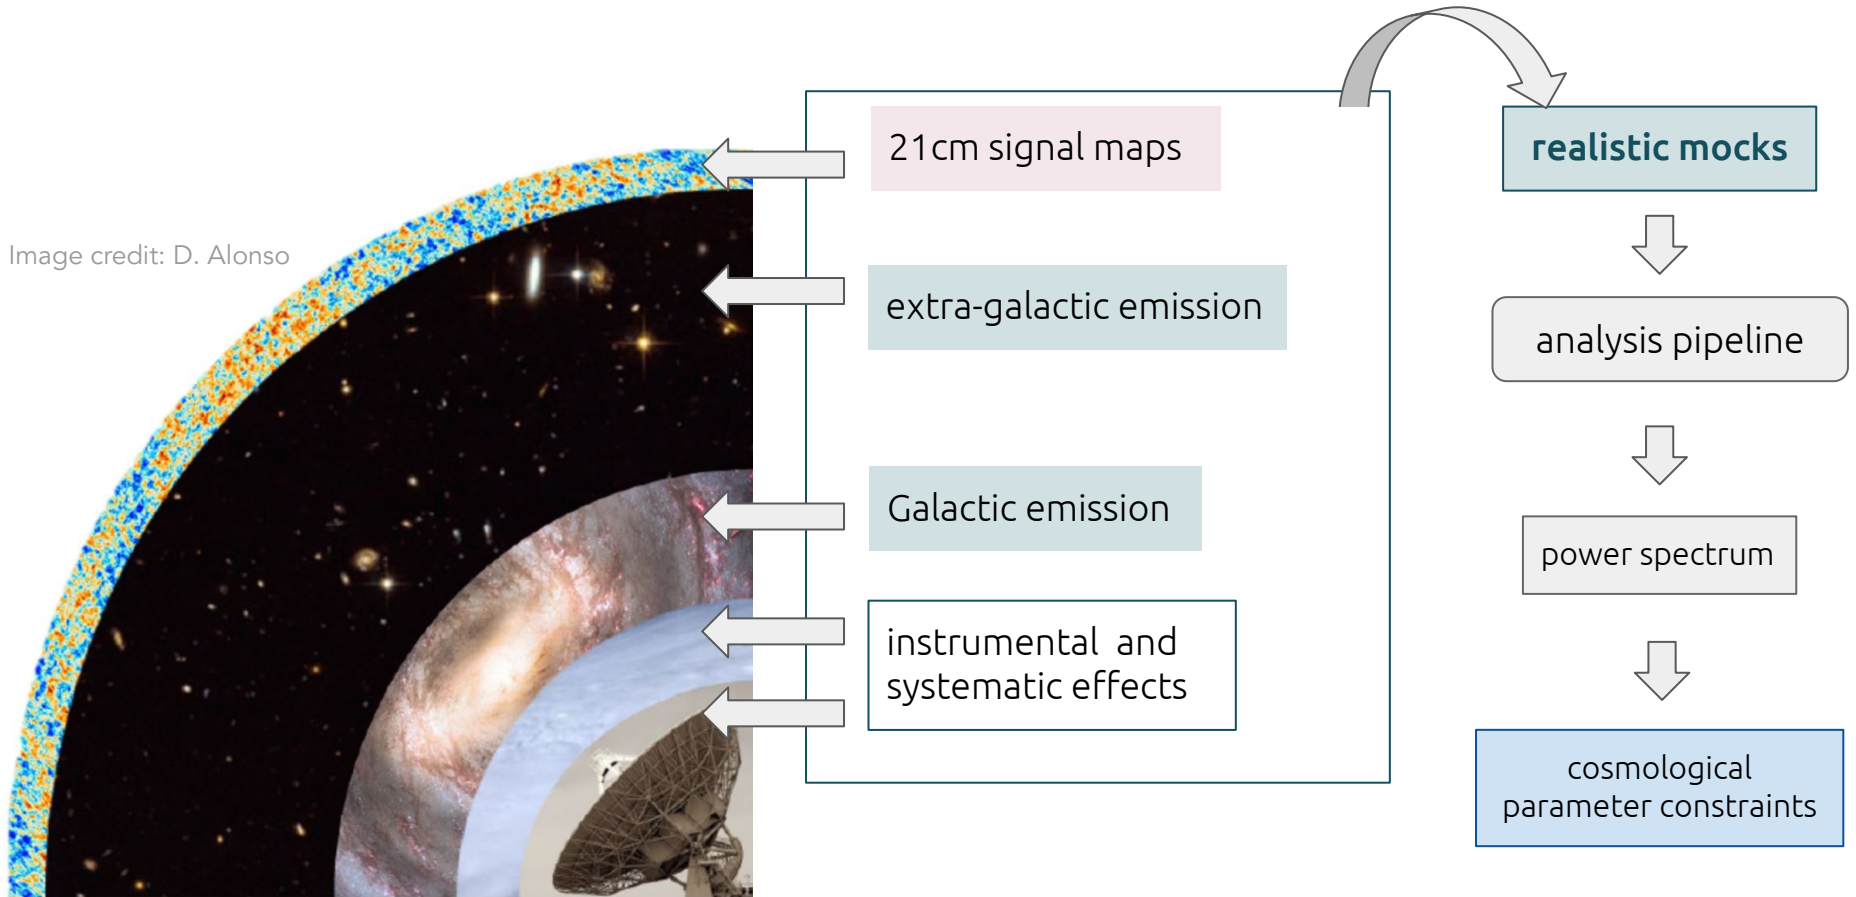 Image credit: D. Alonso
21cm signal maps
extra-galactic emission
Galactic emission
instrumental and
systematic effects
realistic mocks
analysis pipeline
power spectrum
cosmological
parameter constraints